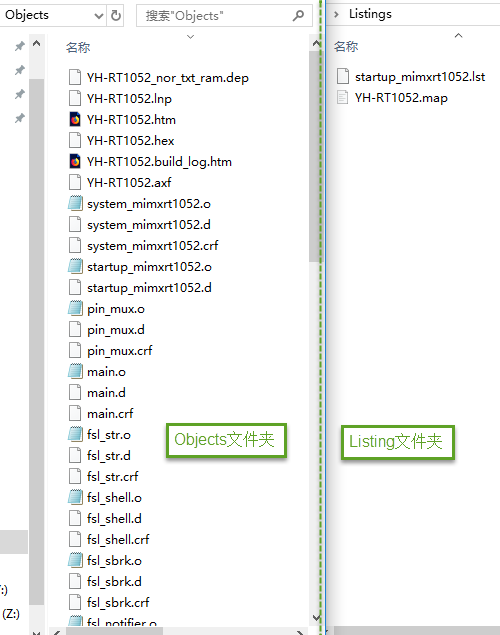 Objects
搜索"Objects"
名称
YH-RT1052_nor_txt_ram.dep
YH-RT1052.lnp
YH-RT1052.htm
YH-RT1052.hex
YH-RT1052.build_log.htm
YH-RT1052.axf
system_mimxrt1052.o
system_mimxrt1052.d
system_mimxrt1052.crf
startup_mimxrt1052.o
startup_mimxrt1052.d
pin_mux.o
pin_mux.d
pin_mux.crf
main.o
main.d
main.crf
fsl_str.o
fsl_str.d
fsl_str.crf
fsl_shell.o
fsl_shell.d
fsl_shell.crf
fsl_sbrk.o
fsl_sbrk.d
fsl_sbrk.crf
fsl_notifier.o
Objects文件夹
:)
(Z:)
Listings
名称
startup_mimxrt1052.lst
YH-RT1052.map
Listing文件夹